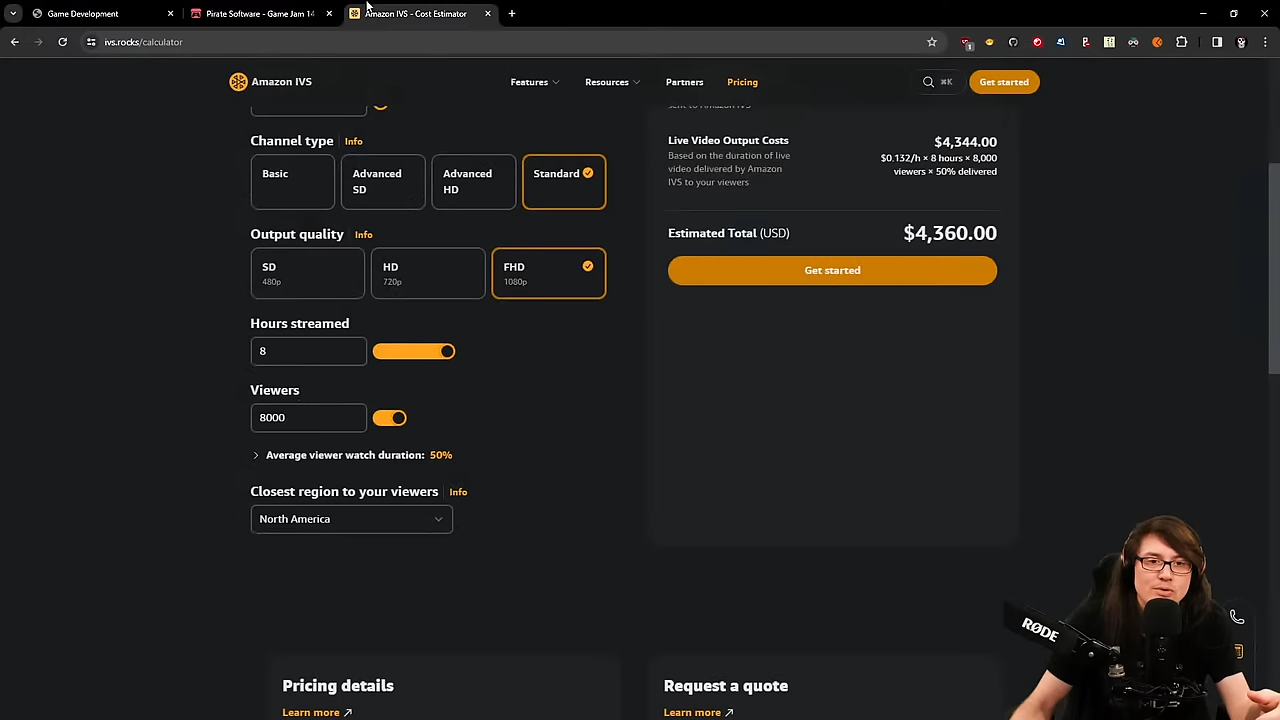 Game Development
Pirate Software - Game Jam 14
Amazon IVS - Cost Estimator
ivs.rocks/calculator
Amazon IVS
Features
Resources
Partners
Pricing
⌘K
Get started
sent to Amazon IVS
Channel type
Info
Basic
Advanced
SD
Advanced
HD
Standard
Output quality
Info
SD
480p
HD
720p
FHD
1080p
Hours streamed
8
Viewers
8000
Average viewer watch duration: 50%
Closest region to your viewers
Info
North America
Live Video Output Costs
$4,344.00
Based on the duration of live
video delivered by Amazon
IVS to your viewers
$0.132/h × 8 hours × 8,000
viewers × 50% delivered
Estimated Total (USD)
$4,360.00
Get started
Pricing details
Learn more
Request a quote
Learn more
RØDE